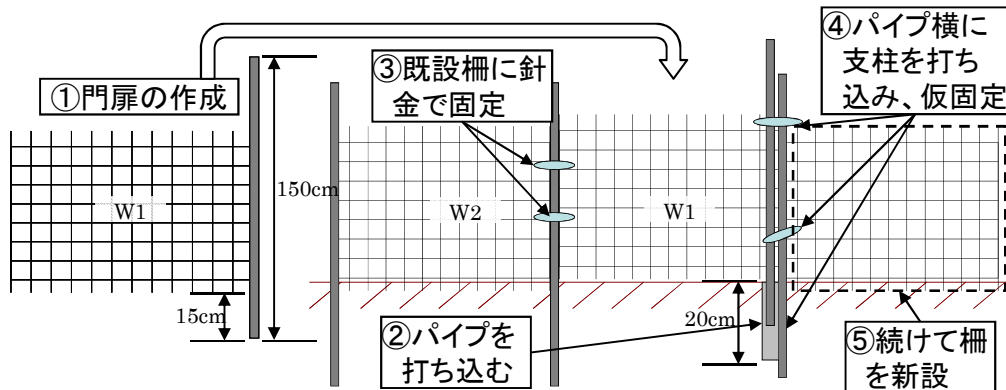 ①門扉の作成
③既設柵に針
金で固定
④パイプ横に
支柱を打ち
込み、仮固定
150cm
W1
W2
W1
15cm
20cm
②パイプを
打ち込む
⑤続けて柵
を新設